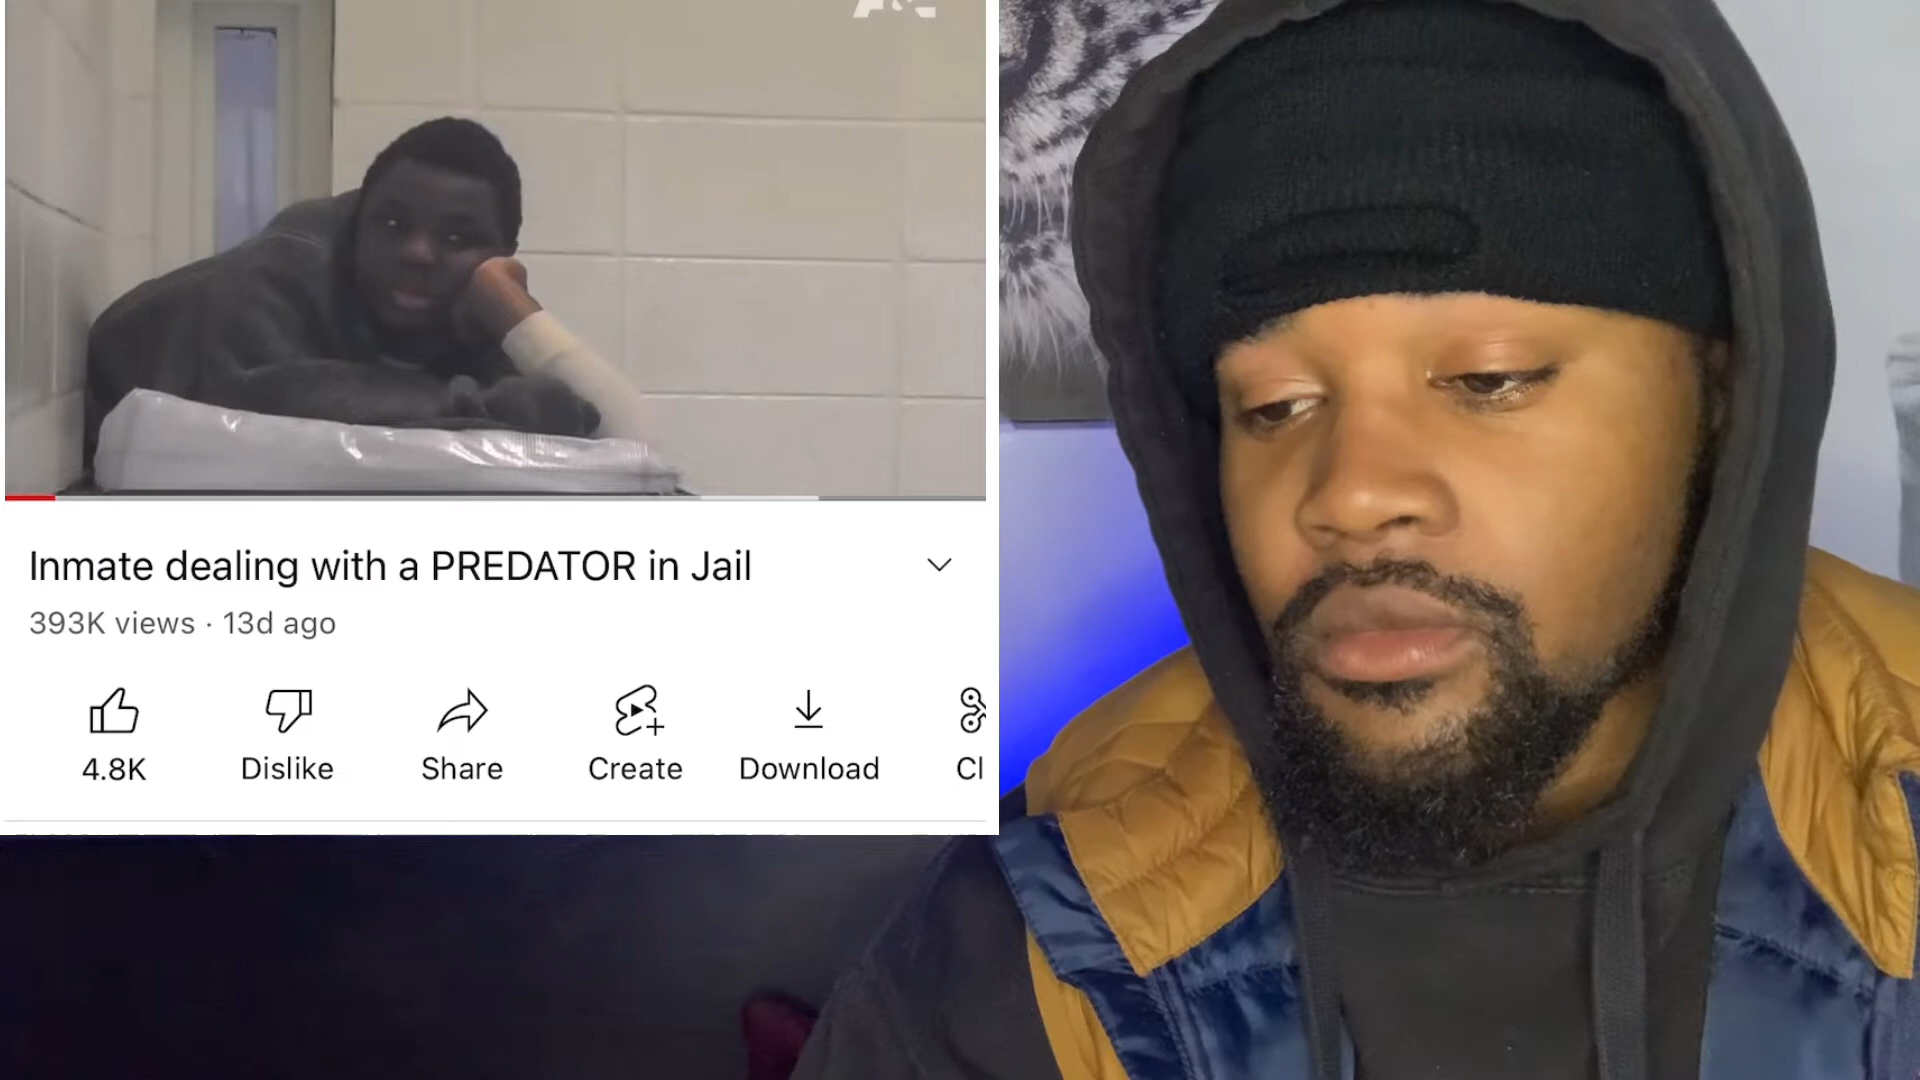 A&E
Inmate dealing with a PREDATOR in Jail
393K views · 13d ago
4.8K
Dislike
Share
Create
Download
Cl